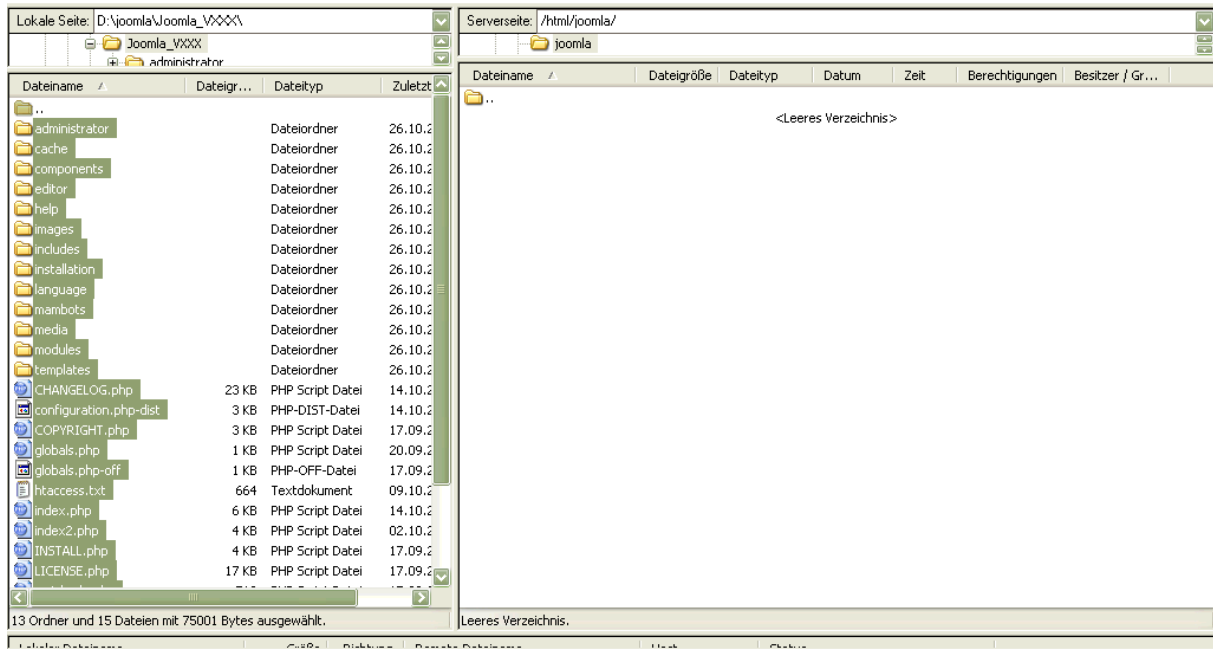 Lokale Seite: D:\joomla\Joomla_VXXX\
Joomla_VXXX
administrator
Dateiname Dateigr... Dateityp Zuletzt
..
administrator Dateiordner 26.10.2
cache Dateiordner 26.10.2
components Dateiordner 26.10.2
editor Dateiordner 26.10.2
help Dateiordner 26.10.2
images Dateiordner 26.10.2
includes Dateiordner 26.10.2
installation Dateiordner 26.10.2
language Dateiordner 26.10.2
mambots Dateiordner 26.10.2
media Dateiordner 26.10.2
modules Dateiordner 26.10.2
templates Dateiordner 26.10.2
CHANGELOG.php 23 KB PHP Script Datei 14.10.2
configuration.php-dist 3 KB PHP-DIST-Datei 14.10.2
COPYRIGHT.php 3 KB PHP Script Datei 17.09.2
globals.php 1 KB PHP Script Datei 20.09.2
globals.php-off 1 KB PHP-OFF-Datei 17.09.2
htaccess.txt 664 Textdokument 09.10.2
index.php 6 KB PHP Script Datei 14.10.2
index2.php 4 KB PHP Script Datei 02.10.2
INSTALL.php 4 KB PHP Script Datei 17.09.2
LICENSE.php 17 KB PHP Script Datei 17.09.2
13 Ordner und 15 Dateien mit 75001 Bytes ausgewählt.
Serverseite: /html/joomla/
joomla
Dateiname Dateigröße Dateityp Datum Zeit Berechtigungen Besitzer / Gr...
..
<Leeres Verzeichnis>
Leeres Verzeichnis.
Lokaler Dateiname Größe Richtung Remote Dateiname Host Status